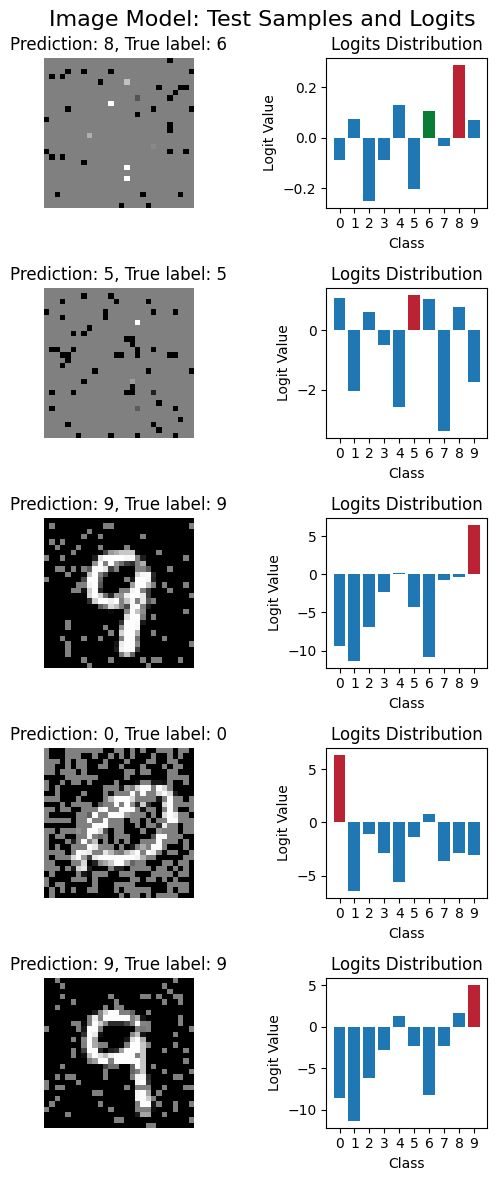 Image Model: Test Samples and Logits
Prediction: 8, True label: 6
Logits Distribution
Logit Value
0.2
0.0
−0.2
0 1 2 3 4 5 6 7 8 9
Class
Prediction: 5, True label: 5
Logits Distribution
Logit Value
0
−2
0 1 2 3 4 5 6 7 8 9
Class
Prediction: 9, True label: 9
9
Logits Distribution
Logit Value
5
0
−5
−10
0 1 2 3 4 5 6 7 8 9
Class
Prediction: 0, True label: 0
0
Logits Distribution
Logit Value
5
0
−5
0 1 2 3 4 5 6 7 8 9
Class
Prediction: 9, True label: 9
9
Logits Distribution
Logit Value
5
0
−5
−10
0 1 2 3 4 5 6 7 8 9
Class